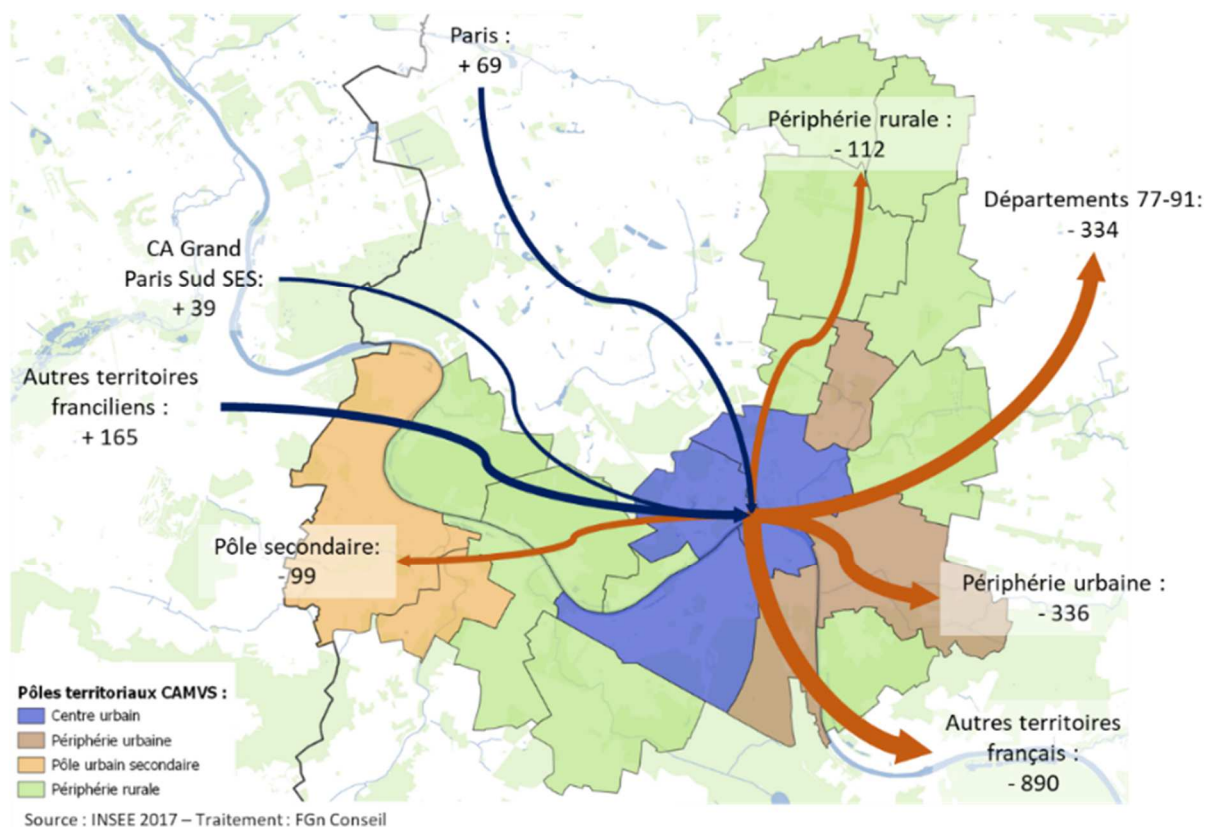 Paris :
+ 69
Périphérie rurale :
- 112
Départements 77-91:
- 334
CA Grand
Paris Sud SES:
+ 39
Autres territoires
franciliens :
+ 165
Pôle secondaire:
- 99
Périphérie urbaine :
- 336
Autres territoires
français :
- 890
Pôles territoriaux CAMVS :
Centre urbain
Périphérie urbaine
Pôle urbain secondaire
Périphérie rurale
Source : INSEE 2017 – Traitement : FGn Conseil